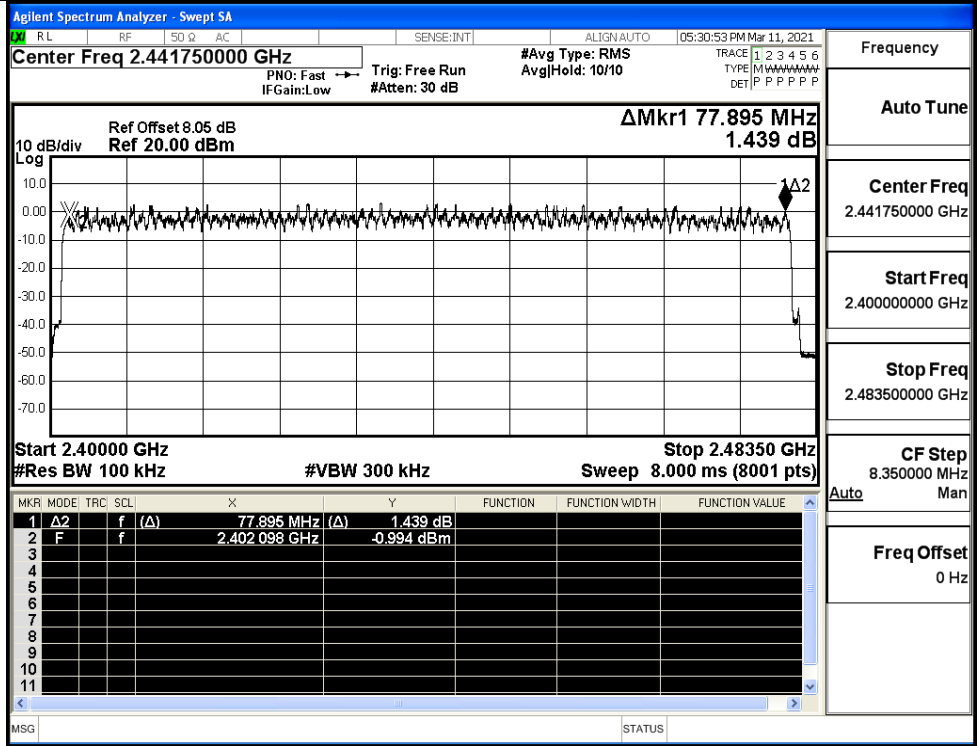 Agilent Spectrum Analyzer - Swept SA
LXI RL RF 50 Ω AC SENSE:INT ALIGN AUTO 05:30:53 PM Mar 11, 2021
Center Freq 2.441750000 GHz
PNO: Fast
IFGain:Low
Trig: Free Run
#Atten: 30 dB
#Avg Type: RMS
Avg|Hold: 10/10
TRACE 1 2 3 4 5 6
TYPE M W W W W W
DET P P P P P P
ΔMkr1 77.895 MHz
1.439 dB
Ref Offset 8.05 dB
10 dB/div Ref 20.00 dBm
Log
10.0
0.00
-10.0
-20.0
-30.0
-40.0
-50.0
-60.0
-70.0
1Δ2
Start 2.40000 GHz Stop 2.48350 GHz
#Res BW 100 kHz #VBW 300 kHz Sweep 8.000 ms (8001 pts)
MKR MODE TRC SCL X Y FUNCTION FUNCTION WIDTH FUNCTION VALUE
1 Δ2 f (Δ) 77.895 MHz (Δ) 1.439 dB
2 F f 2.402 098 GHz -0.994 dBm
3
4
5
6
7
8
9
10
11
MSG STATUS
Frequency
Auto Tune
Center Freq
2.441750000 GHz
Start Freq
2.400000000 GHz
Stop Freq
2.483500000 GHz
CF Step
8.350000 MHz
Auto Man
Freq Offset
0 Hz